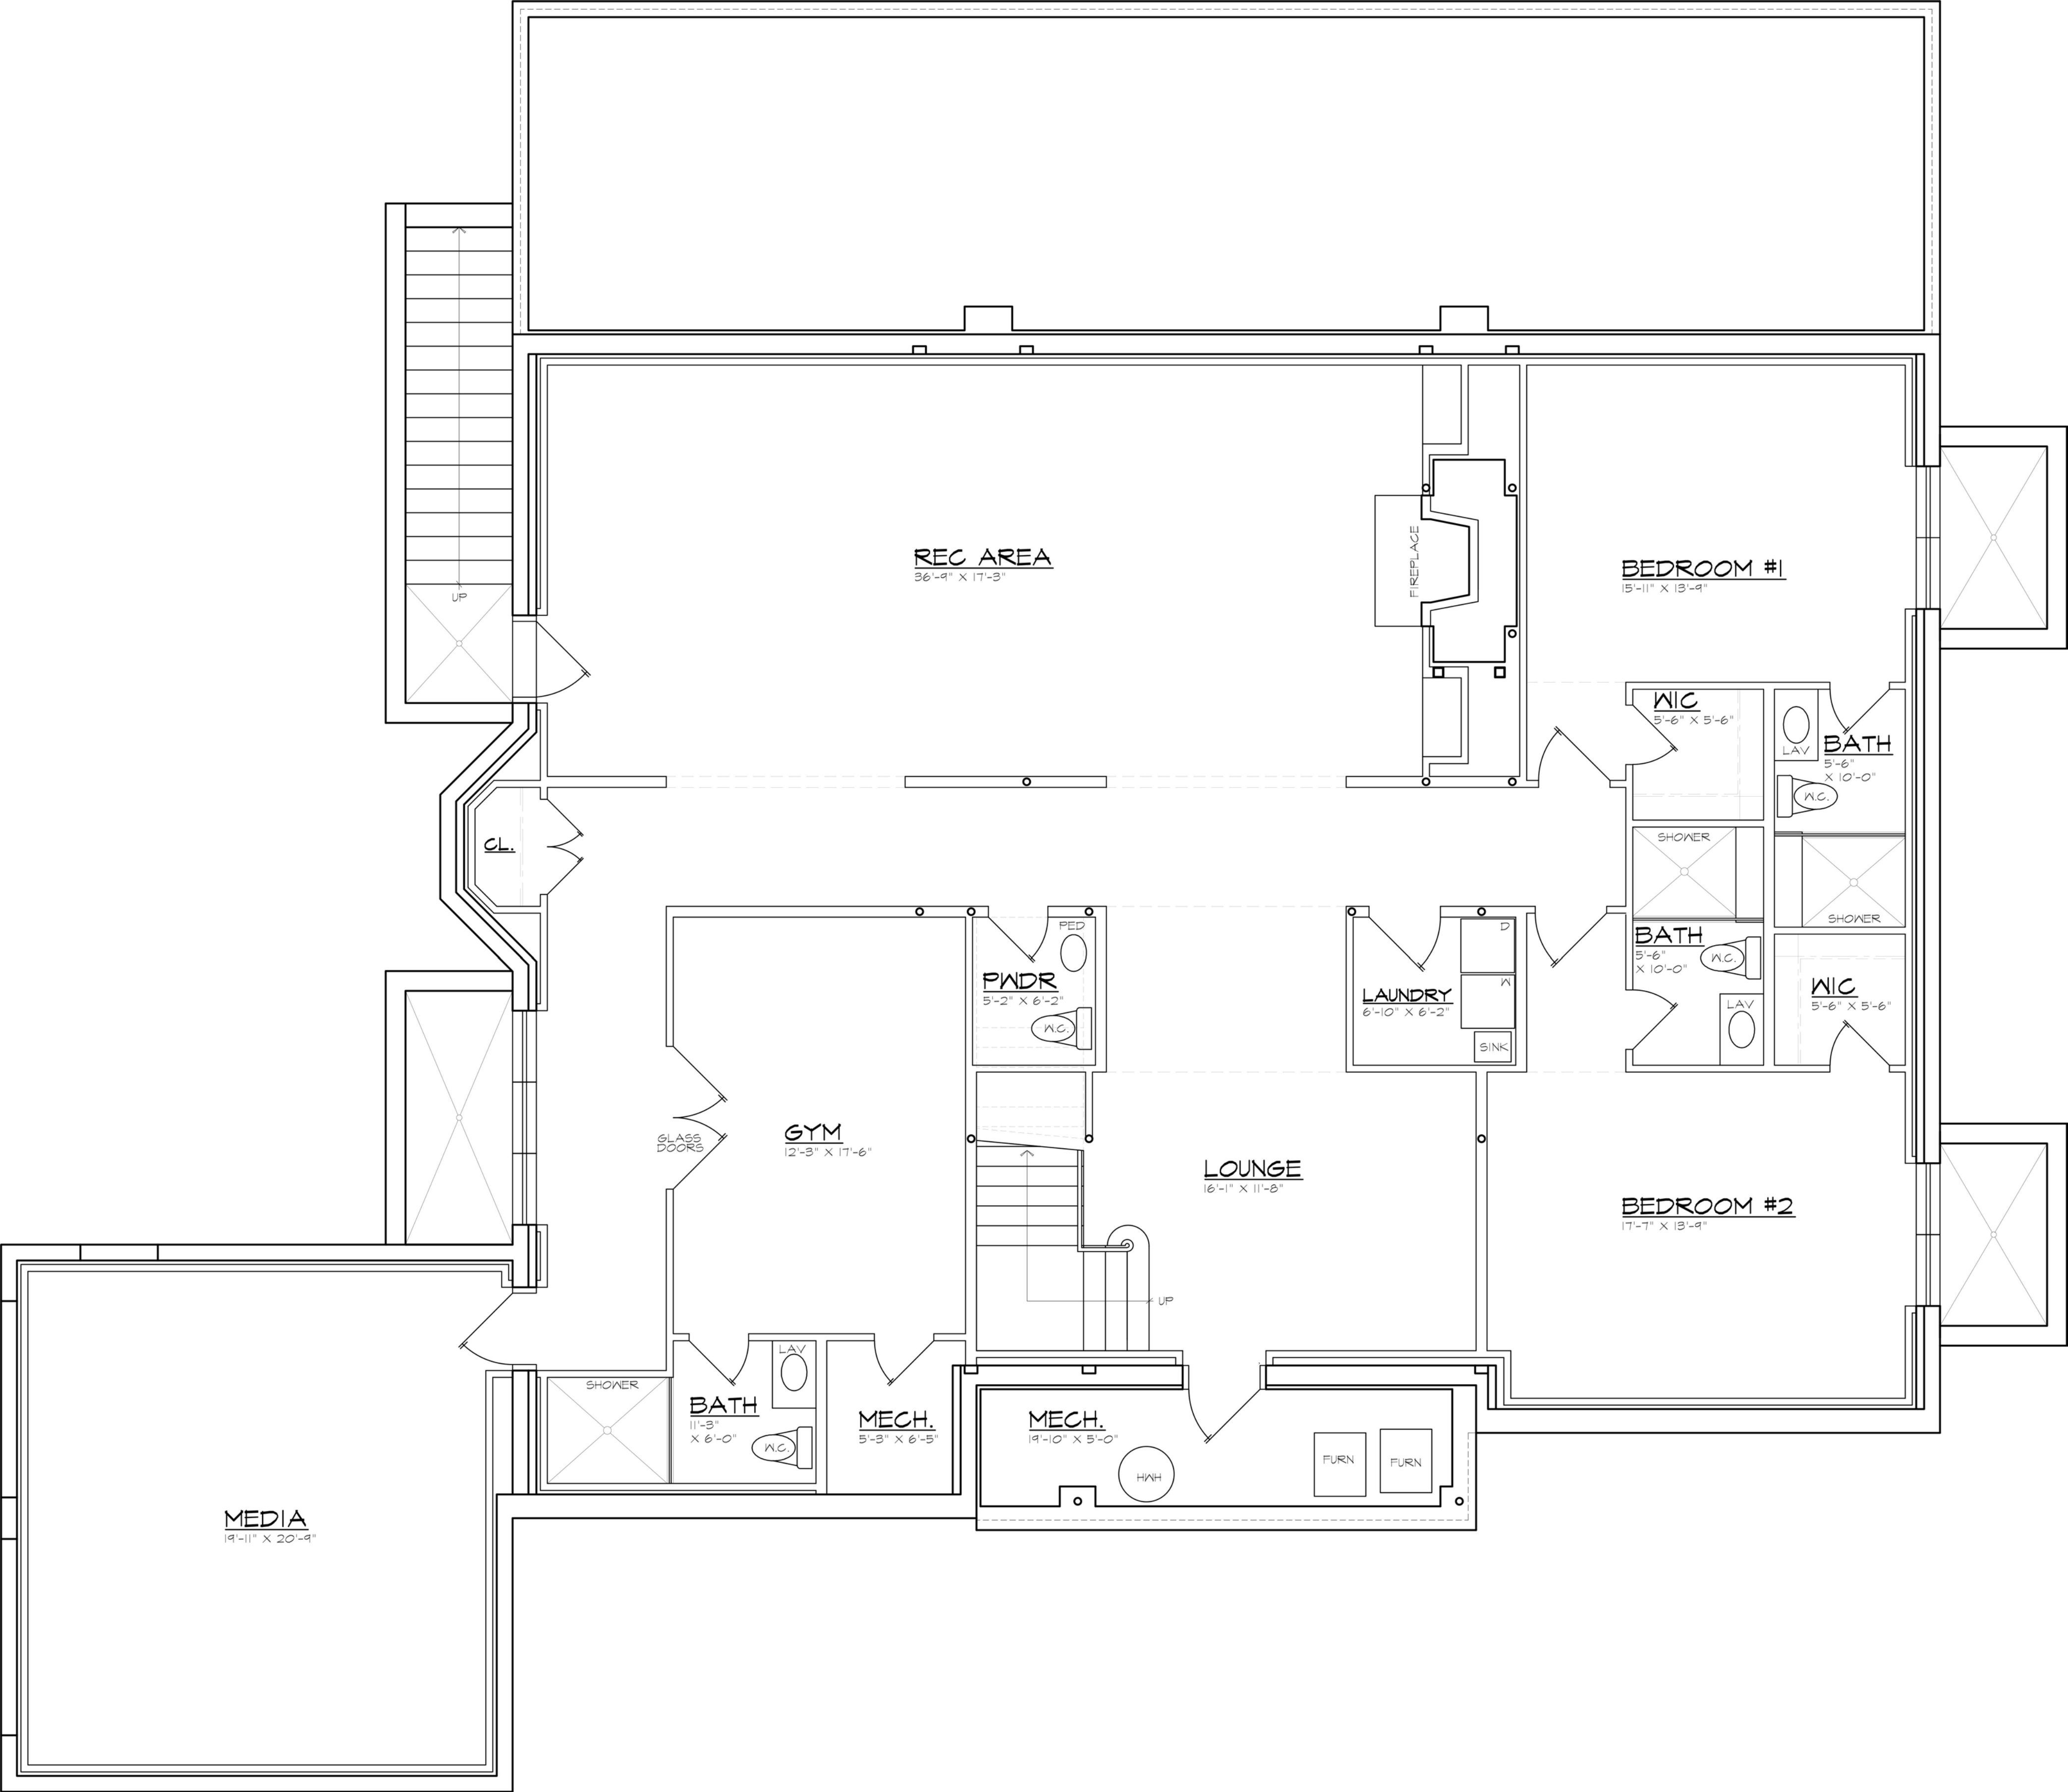 REC AREA
36'-9" X 17'-3"
FIREPLACE
BEDROOM #1
15'-11" X 13'-9"
UP
WIC
5'-6" X 5'-6"
LAV
BATH
5'-6"
X 10'-0"
W.C.
CL.
SHOWER
SHOWER
PED
D
PWDR
5'-2" X 6'-2"
W.C.
LAUNDRY
6'-10" X 6'-2"
W
SINK
BATH
5'-6"
X 10'-0"
W.C.
LAV
WIC
5'-6" X 5'-6"
GLASS
DOORS
GYM
12'-3" X 17'-6"
LOUNGE
16'-1" X 11'-8"
BEDROOM #2
17'-7" X 13'-9"
UP
LAV
SHOWER
BATH
11'-3"
X 6'-0"
W.C.
MECH.
5'-3" X 6'-5"
MECH.
19'-10" X 5'-0"
HWH
FURN
FURN
MEDIA
19'-11" X 20'-9"